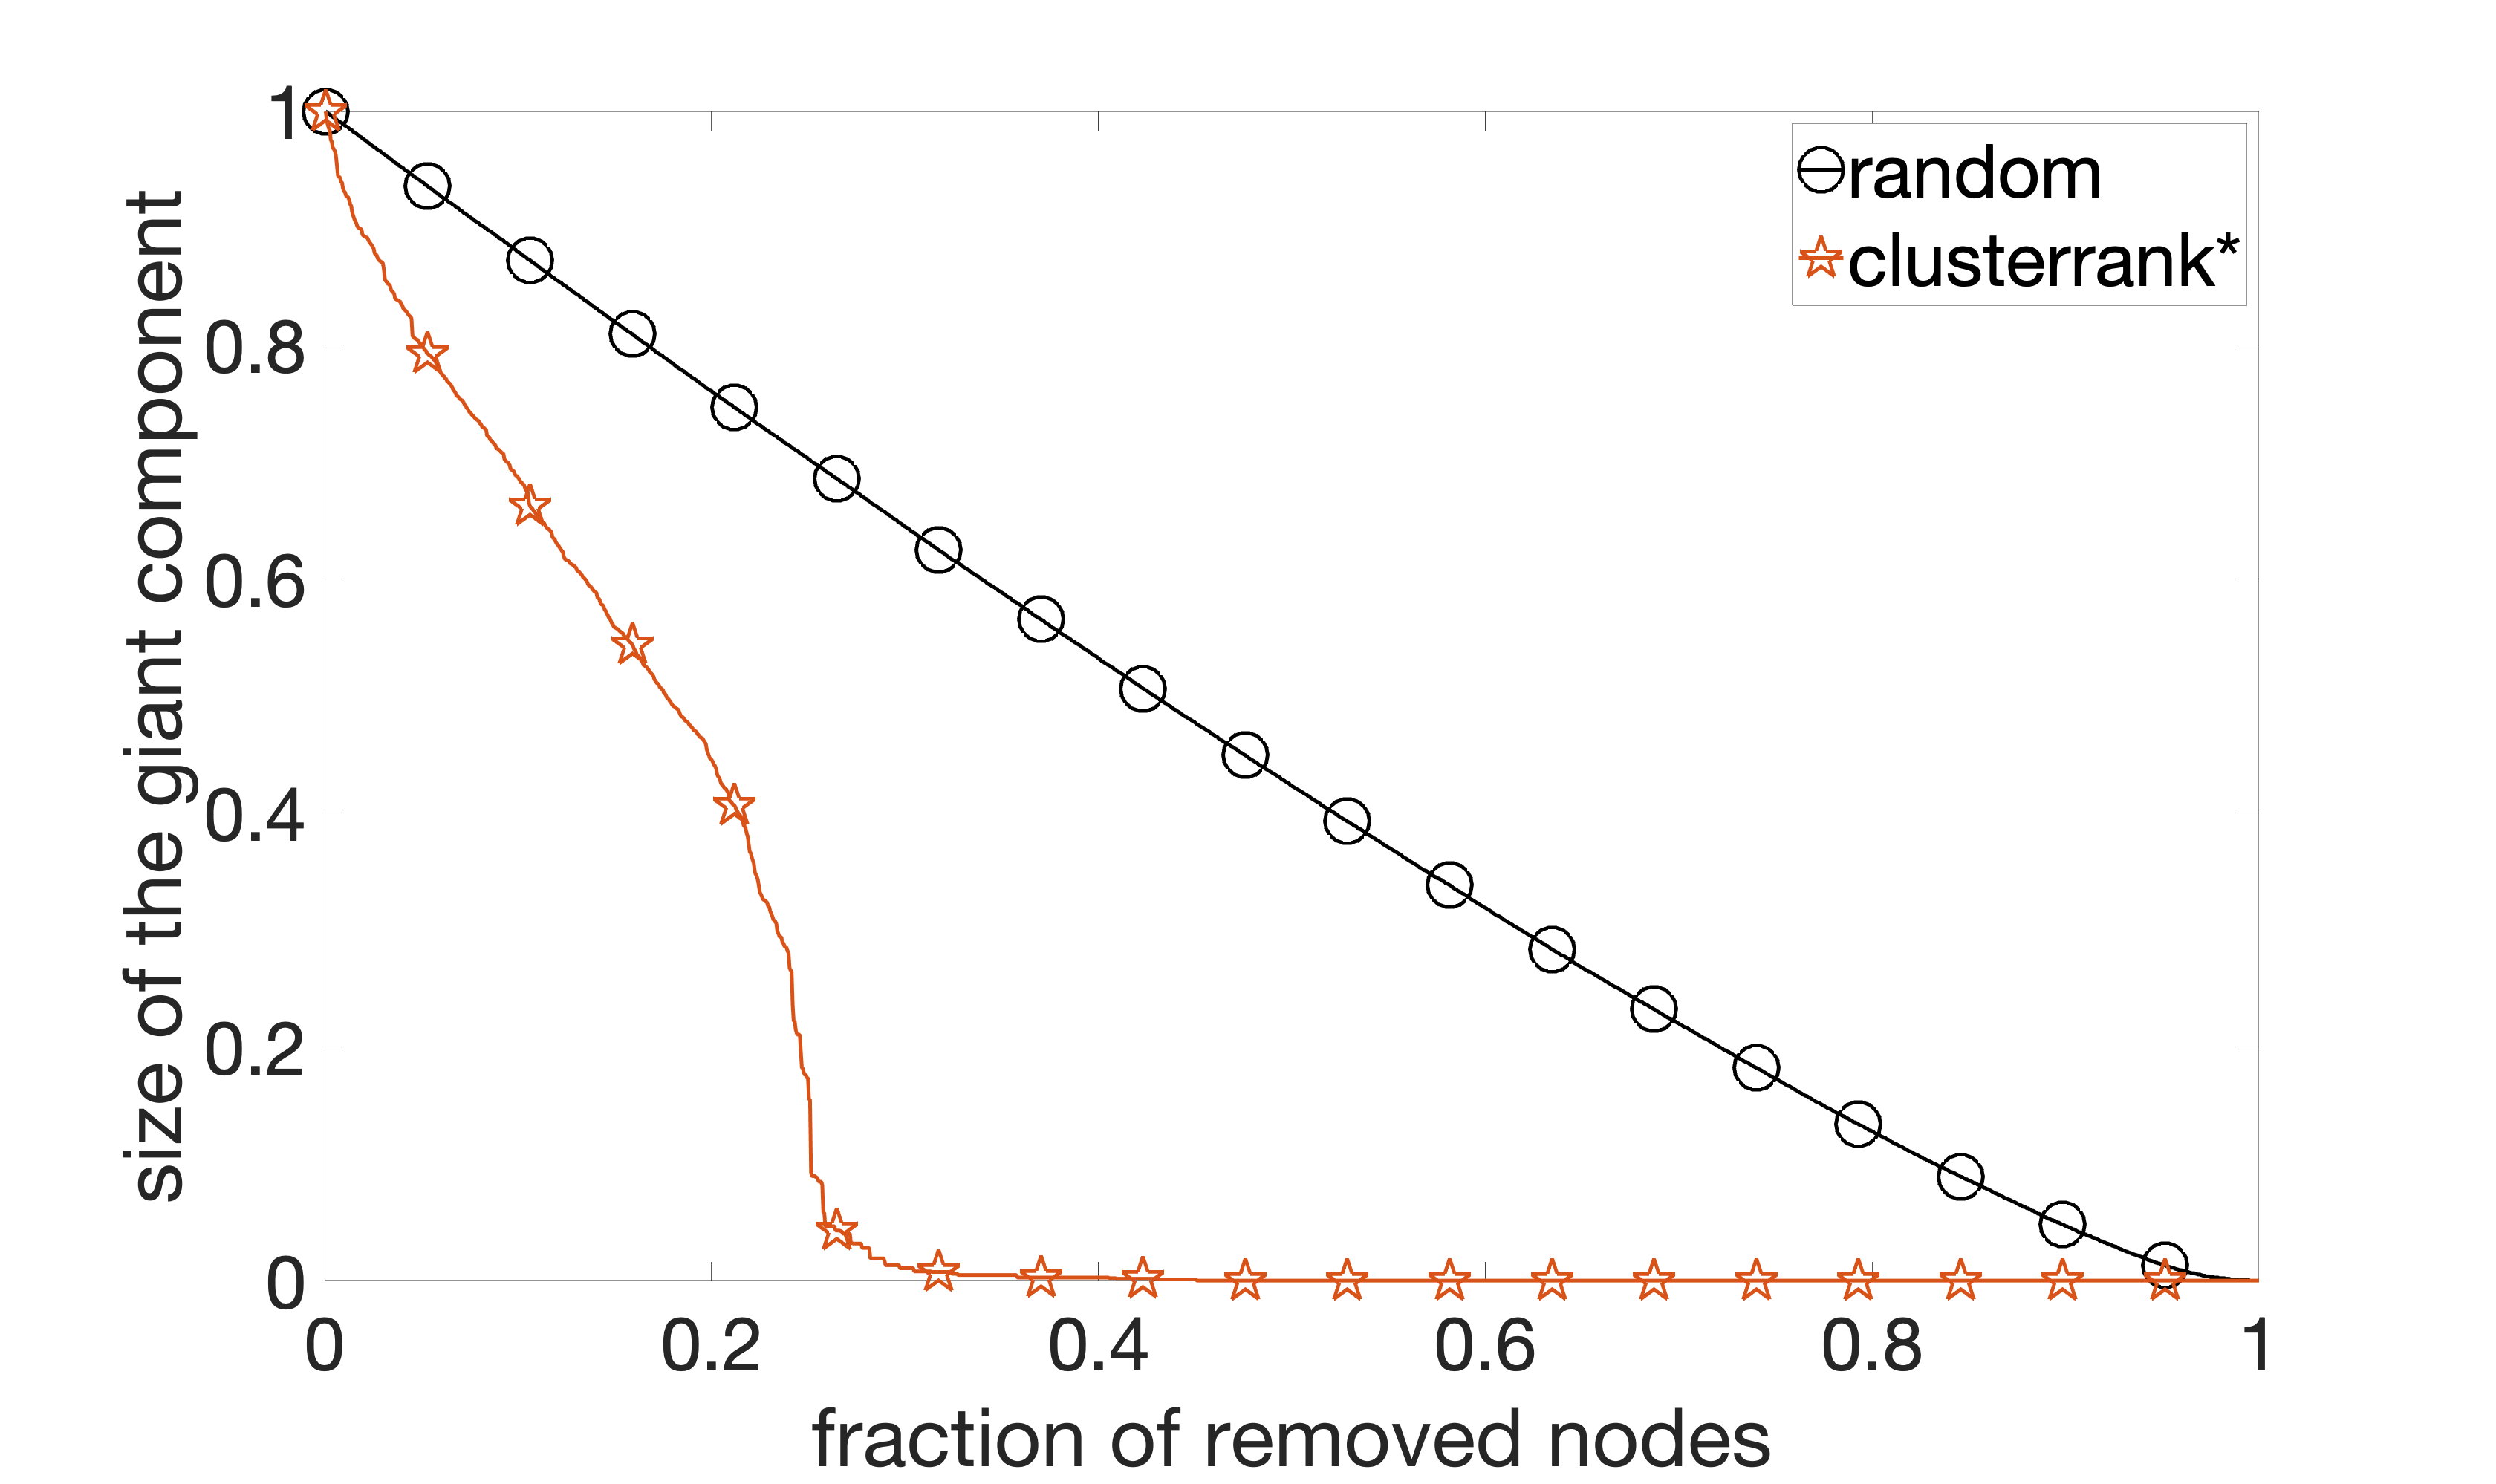 random
clusterrank*
size of the giant component
1
0.8
0.6
0.4
0.2
0
0 0.2 0.4 0.6 0.8 1
fraction of removed nodes